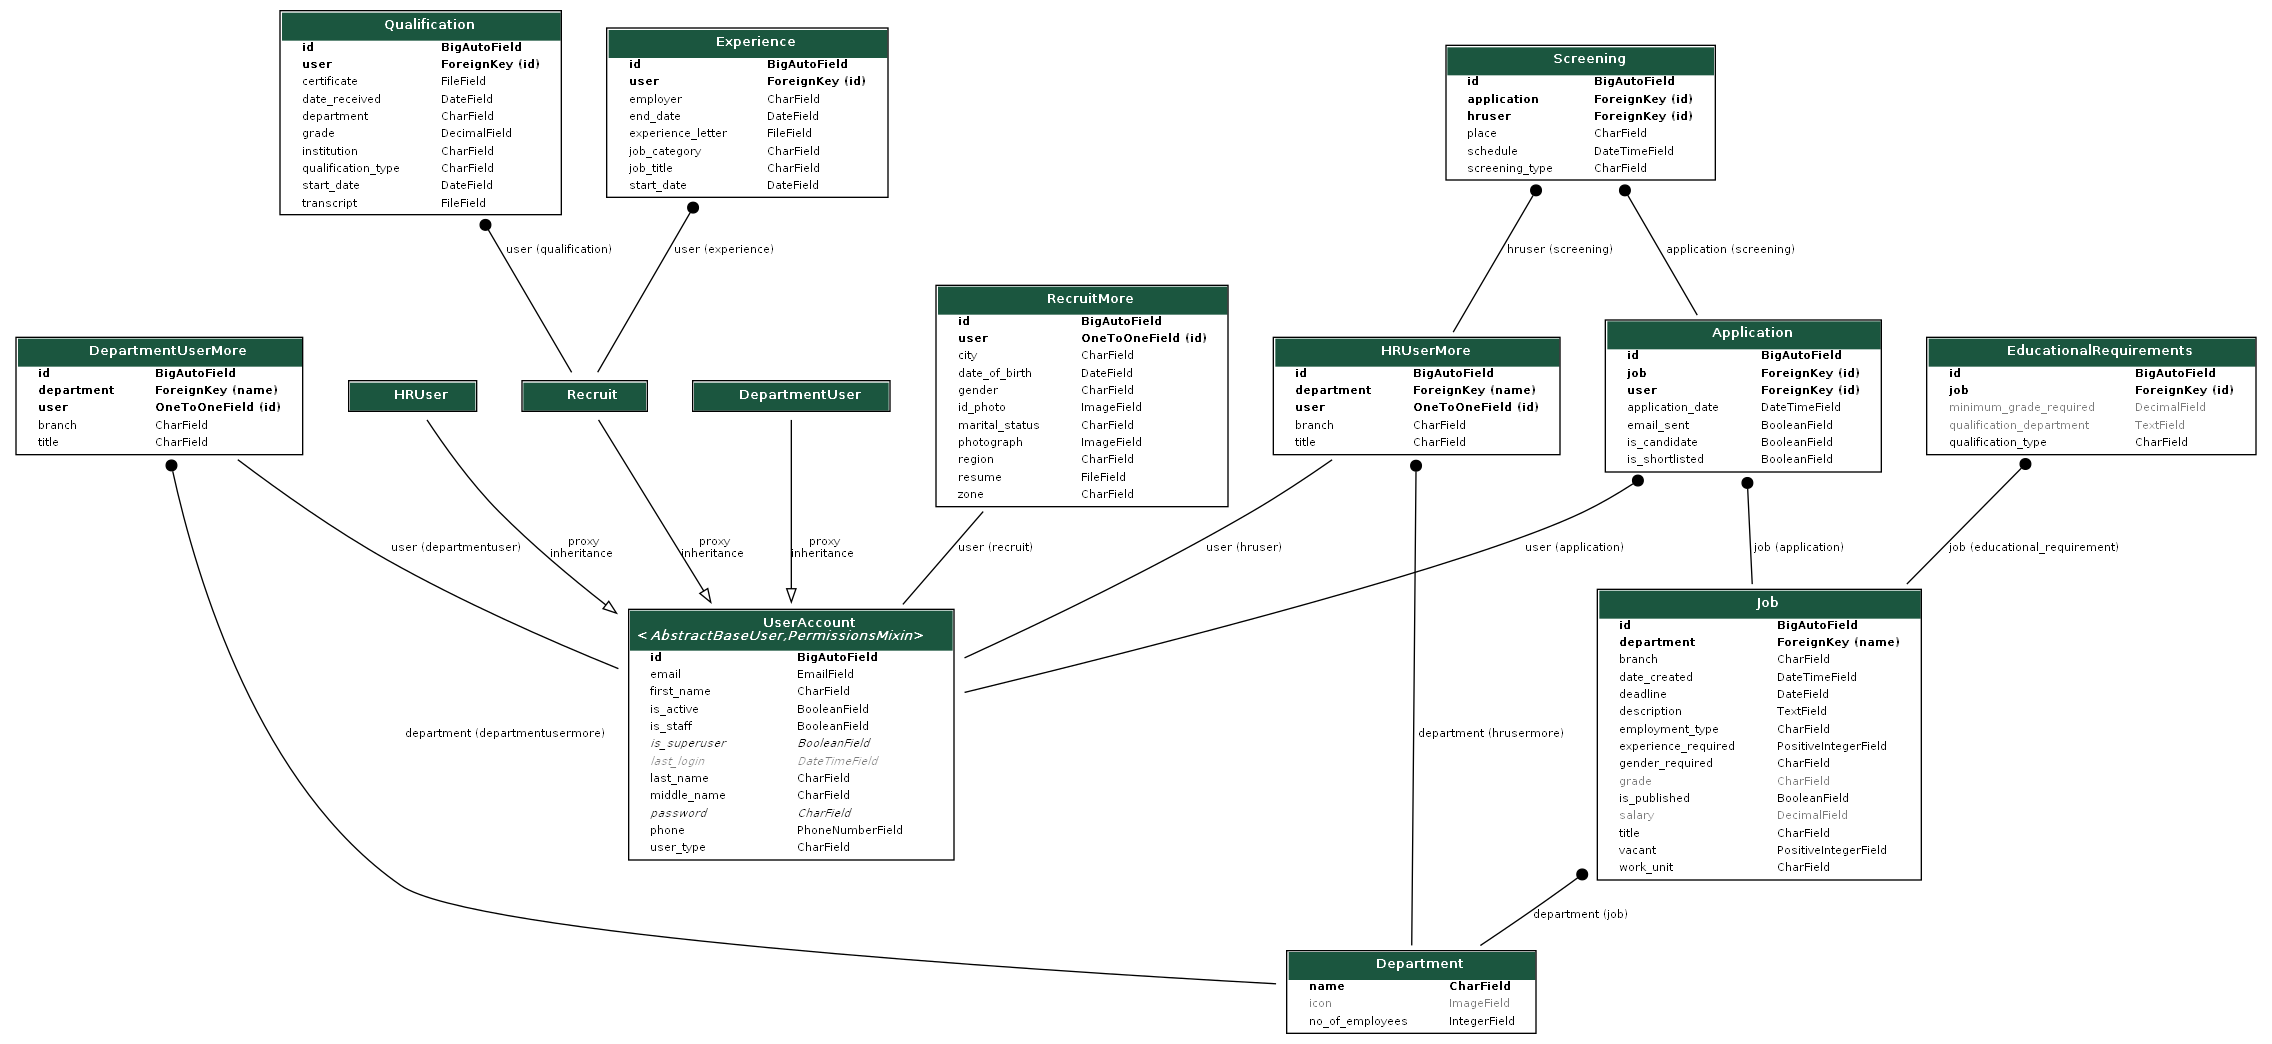 Qualification
id BigAutoField
user ForeignKey (id)
certificate FileField
date_received DateField
department CharField
grade DecimalField
institution CharField
qualification_type CharField
start_date DateField
transcript FileField
Experience
id BigAutoField
user ForeignKey (id)
employer CharField
end_date DateField
experience_letter FileField
job_category CharField
job_title CharField
start_date DateField
Screening
id BigAutoField
application ForeignKey (id)
hruser ForeignKey (id)
place CharField
schedule DateTimeField
screening_type CharField
user (qualification)
user (experience)
hruser (screening)
application (screening)
DepartmentUserMore
id BigAutoField
department ForeignKey (name)
user OneToOneField (id)
branch CharField
title CharField
HRUser
Recruit
DepartmentUser
RecruitMore
id BigAutoField
user OneToOneField (id)
city CharField
date_of_birth DateField
gender CharField
id_photo ImageField
marital_status CharField
photograph ImageField
region CharField
resume FileField
zone CharField
HRUserMore
id BigAutoField
department ForeignKey (name)
user OneToOneField (id)
branch CharField
title CharField
Application
id BigAutoField
job ForeignKey (id)
user ForeignKey (id)
application_date DateTimeField
email_sent BooleanField
is_candidate BooleanField
is_shortlisted BooleanField
EducationalRequirements
id BigAutoField
job ForeignKey (id)
minimum_grade_required DecimalField
qualification_department TextField
qualification_type CharField
user (departmentuser)
proxy
inheritance
proxy
inheritance
proxy
inheritance
user (recruit)
user (hruser)
user (application)
job (application)
job (educational_requirement)
UserAccount
<AbstractBaseUser,PermissionsMixin>
id BigAutoField
email EmailField
first_name CharField
is_active BooleanField
is_staff BooleanField
is_superuser BooleanField
last_login DateTimeField
last_name CharField
middle_name CharField
password CharField
phone PhoneNumberField
user_type CharField
Job
id BigAutoField
department ForeignKey (name)
branch CharField
date_created DateTimeField
deadline DateField
description TextField
employment_type CharField
experience_required PositiveIntegerField
gender_required CharField
grade CharField
is_published BooleanField
salary DecimalField
title CharField
vacant PositiveIntegerField
work_unit CharField
department (departmentusermore)
department (hrusermore)
department (job)
Department
name CharField
icon ImageField
no_of_employees IntegerField